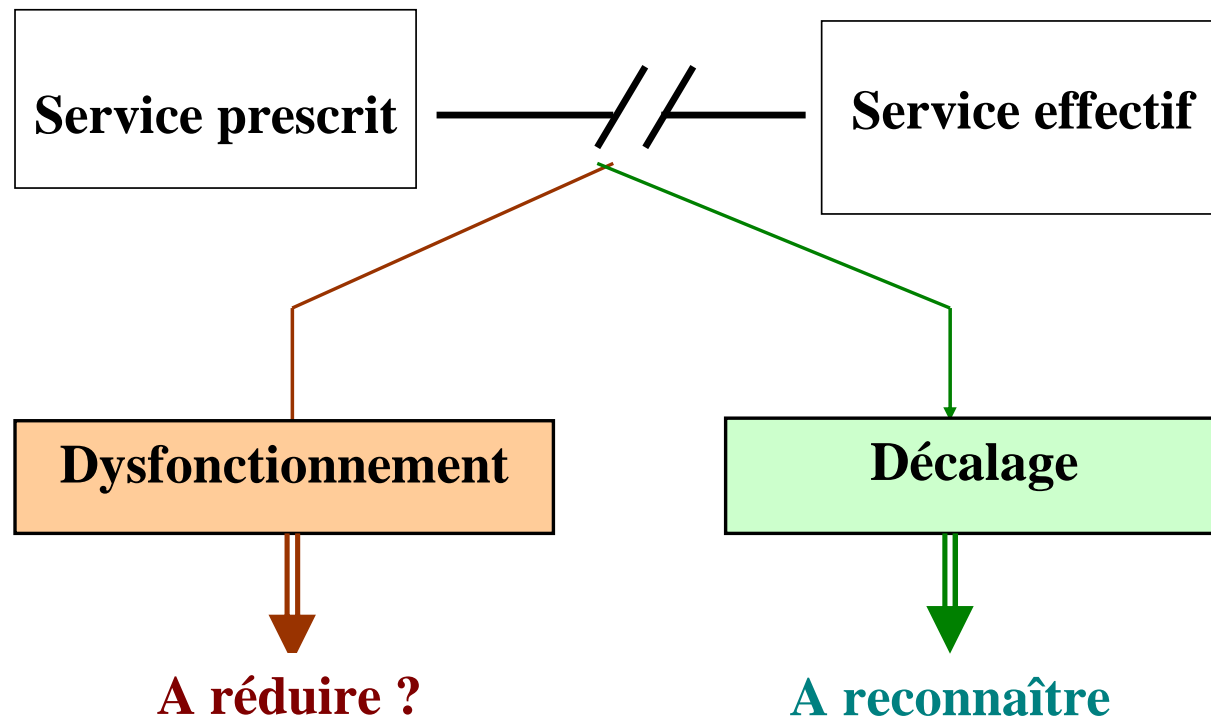 Service prescrit
Service effectif
Dysfonctionnement
Décalage
A réduire ?
A reconnaître